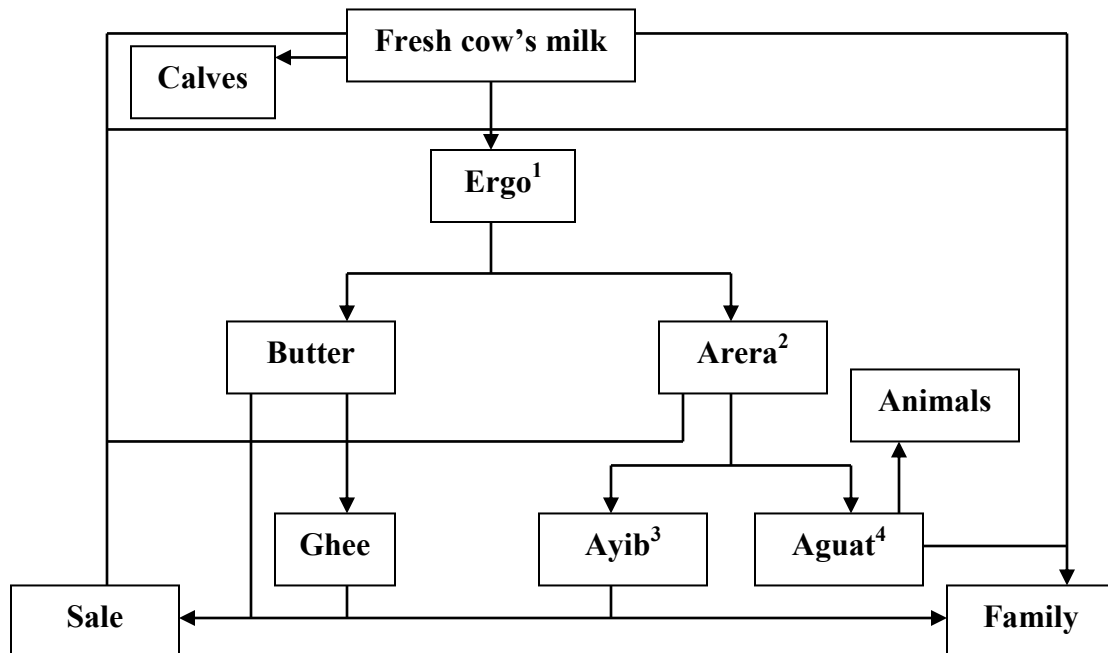 Fresh cow’s milk
Calves
Ergo¹
Butter
Arera²
Animals
Ghee
Ayib³
Aguat⁴
Sale
Family